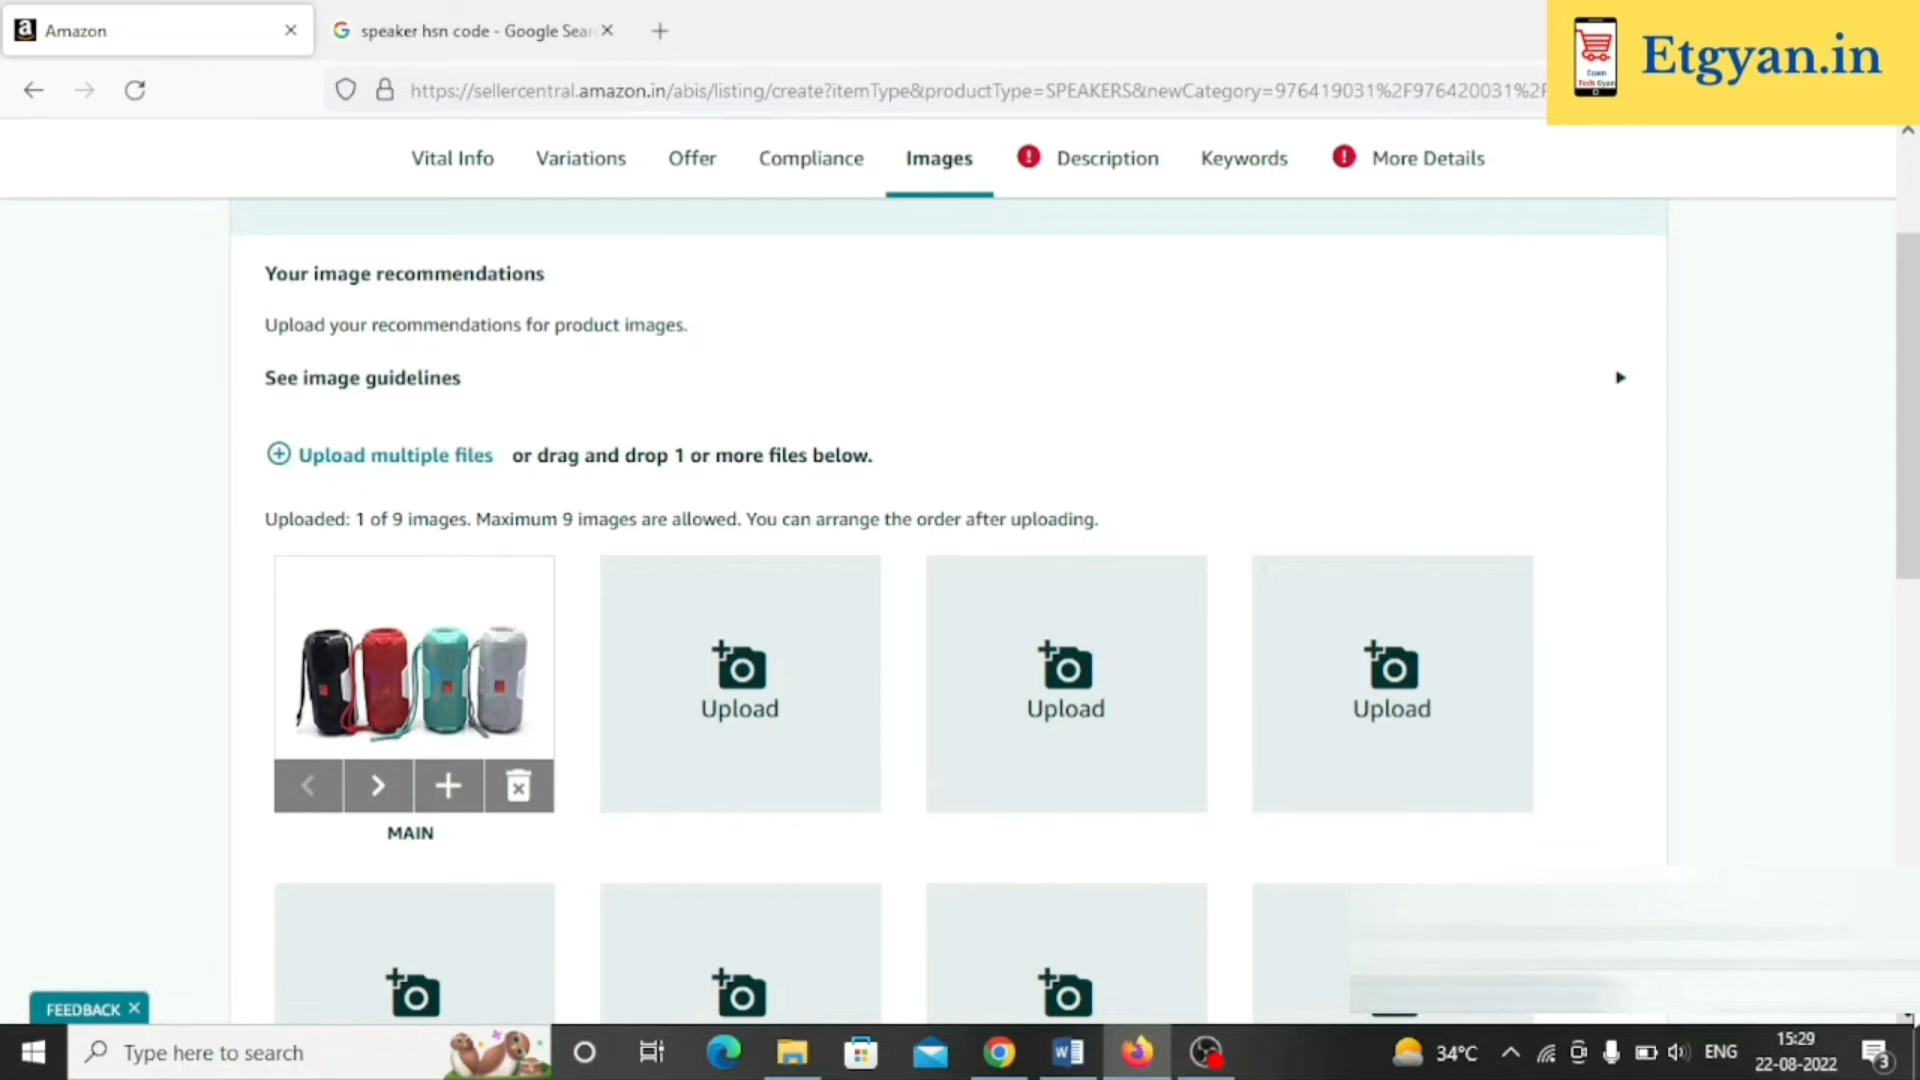 Amazon
speaker hsn code - Google Sear
Etgyan.in
Ecom
Tech Gyan
https://sellercentral.amazon.in/abis/listing/create?itemType&productType=SPEAKERS&newCategory=976419031%2F976420031%2F
Vital Info
Variations
Offer
Compliance
Images
Description
Keywords
More Details
Your image recommendations
Upload your recommendations for product images.
See image guidelines
Upload multiple files or drag and drop 1 or more files below.
Uploaded: 1 of 9 images. Maximum 9 images are allowed. You can arrange the order after uploading.
Upload
Upload
Upload
MAIN
FEEDBACK
Type here to search
34°C
ENG
15:29
22-08-2022
3